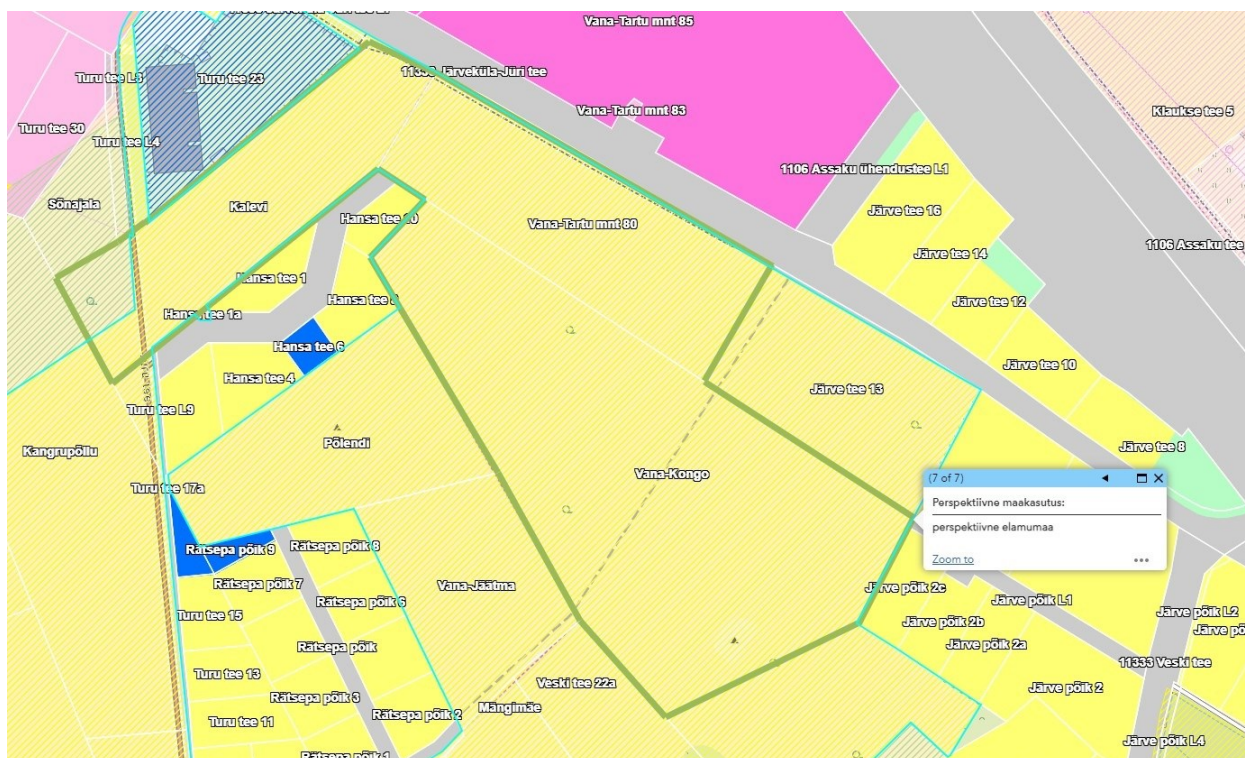 Vana-Tartu mnt 85
11333 Järveküla-Jüri tee
Turu tee L3
Turu tee 23
Vana-Tartu mnt 83
Klaukse tee 5
Turu tee 30
Turu tee L4
1106 Assaku ühendustee L1
Sõnajala
Kalevi
Hansa tee 10
Vana-Tartu mnt 80
Järve tee 16
1106 Assaku tee
Järve tee 14
Hansa tee 1
Hansa tee 8
Järve tee 12
Hansa tee 1a
Hansa tee 6
Järve tee 10
Hansa tee 4
Järve tee 13
Turu tee L9
Põlendi
Järve tee 8
Kangrupõllu
Vana-Kongo
(7 of 7)
Perspektiivne maakasutus:
perspektiivne elamumaa
Zoom to
Turu tee 17a
Rätsepa põik 9
Rätsepa põik 8
Rätsepa põik 7
Vana-Jäätma
Järve põik 2c
Rätsepa põik 6
Järve põik L1
Turu tee 15
Järve põik L2
Järve põik 2b
Järve põ
Rätsepa põik
Järve põik 2a
11333 Veski tee
Turu tee 13
Veski tee 22a
Järve põik 2
Rätsepa põik 3
Mängimäe
Rätsepa põik 2
Turu tee 11
Järve põik L4
Rätsepa põik 1